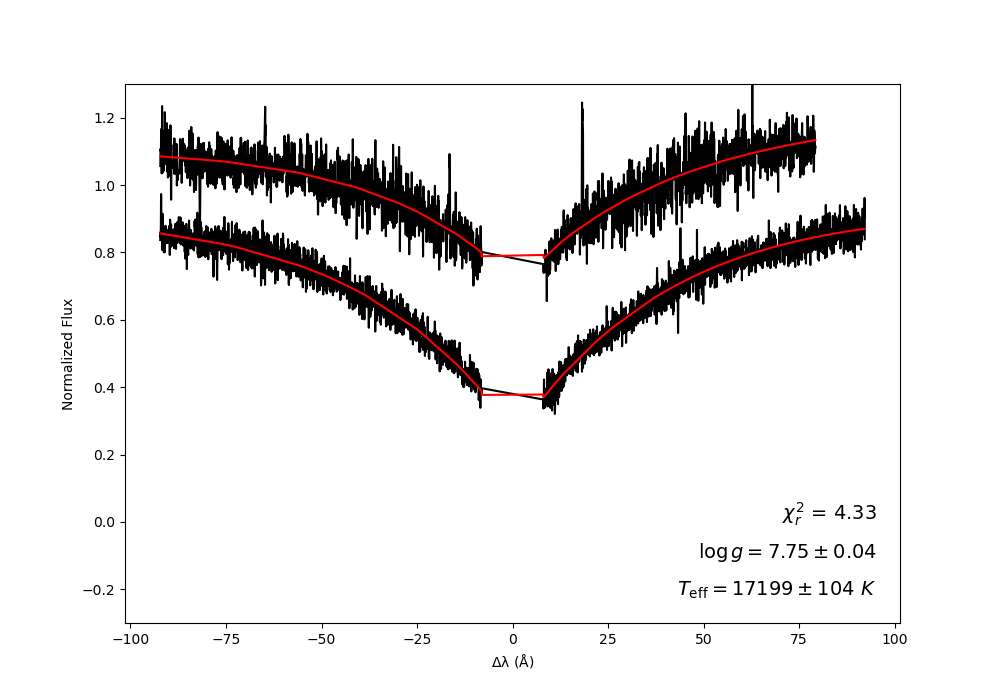 1.2
1.0
0.8
0.6
0.4
0.2
0.0
−0.2
Normalized Flux
χ²ᵣ = 4.33
log g = 7.75 ± 0.04
T_eff = 17199 ± 104 K
−100 −75 −50 −25 0 25 50 75 100
Δλ (Å)